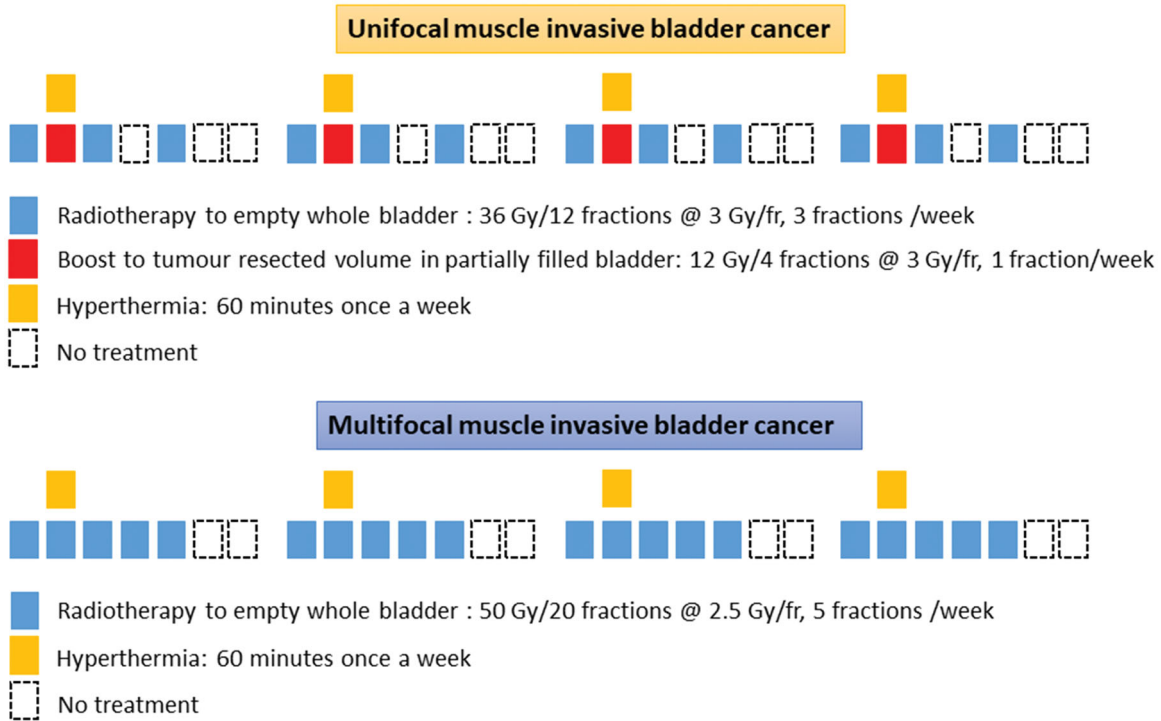 Unifocal muscle invasive bladder cancer
Radiotherapy to empty whole bladder : 36 Gy/12 fractions @ 3 Gy/fr, 3 fractions /week
Boost to tumour resected volume in partially filled bladder: 12 Gy/4 fractions @ 3 Gy/fr, 1 fraction/week
Hyperthermia: 60 minutes once a week
No treatment
Multifocal muscle invasive bladder cancer
Radiotherapy to empty whole bladder : 50 Gy/20 fractions @ 2.5 Gy/fr, 5 fractions /week
Hyperthermia: 60 minutes once a week
No treatment